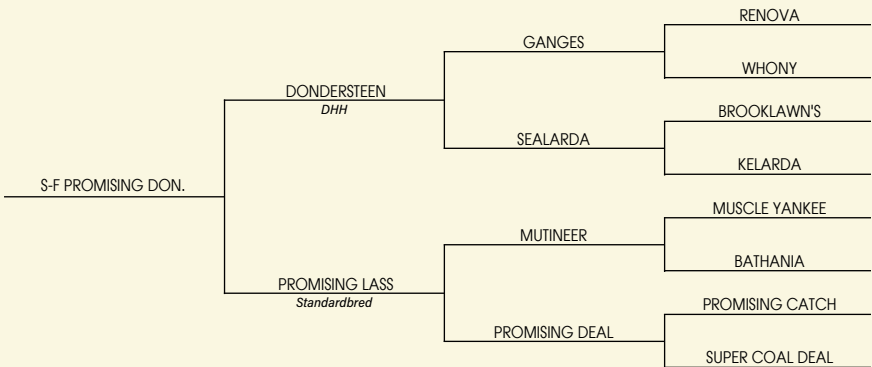 RENOVA
GANGES
WHONY
DONDERSTEEN
DHH
BROOKLAWN'S
SEALARDA
KELARDA
S-F PROMISING DON.
MUSCLE YANKEE
MUTINEER
BATHANIA
PROMISING LASS
Standardbred
PROMISING CATCH
PROMISING DEAL
SUPER COAL DEAL